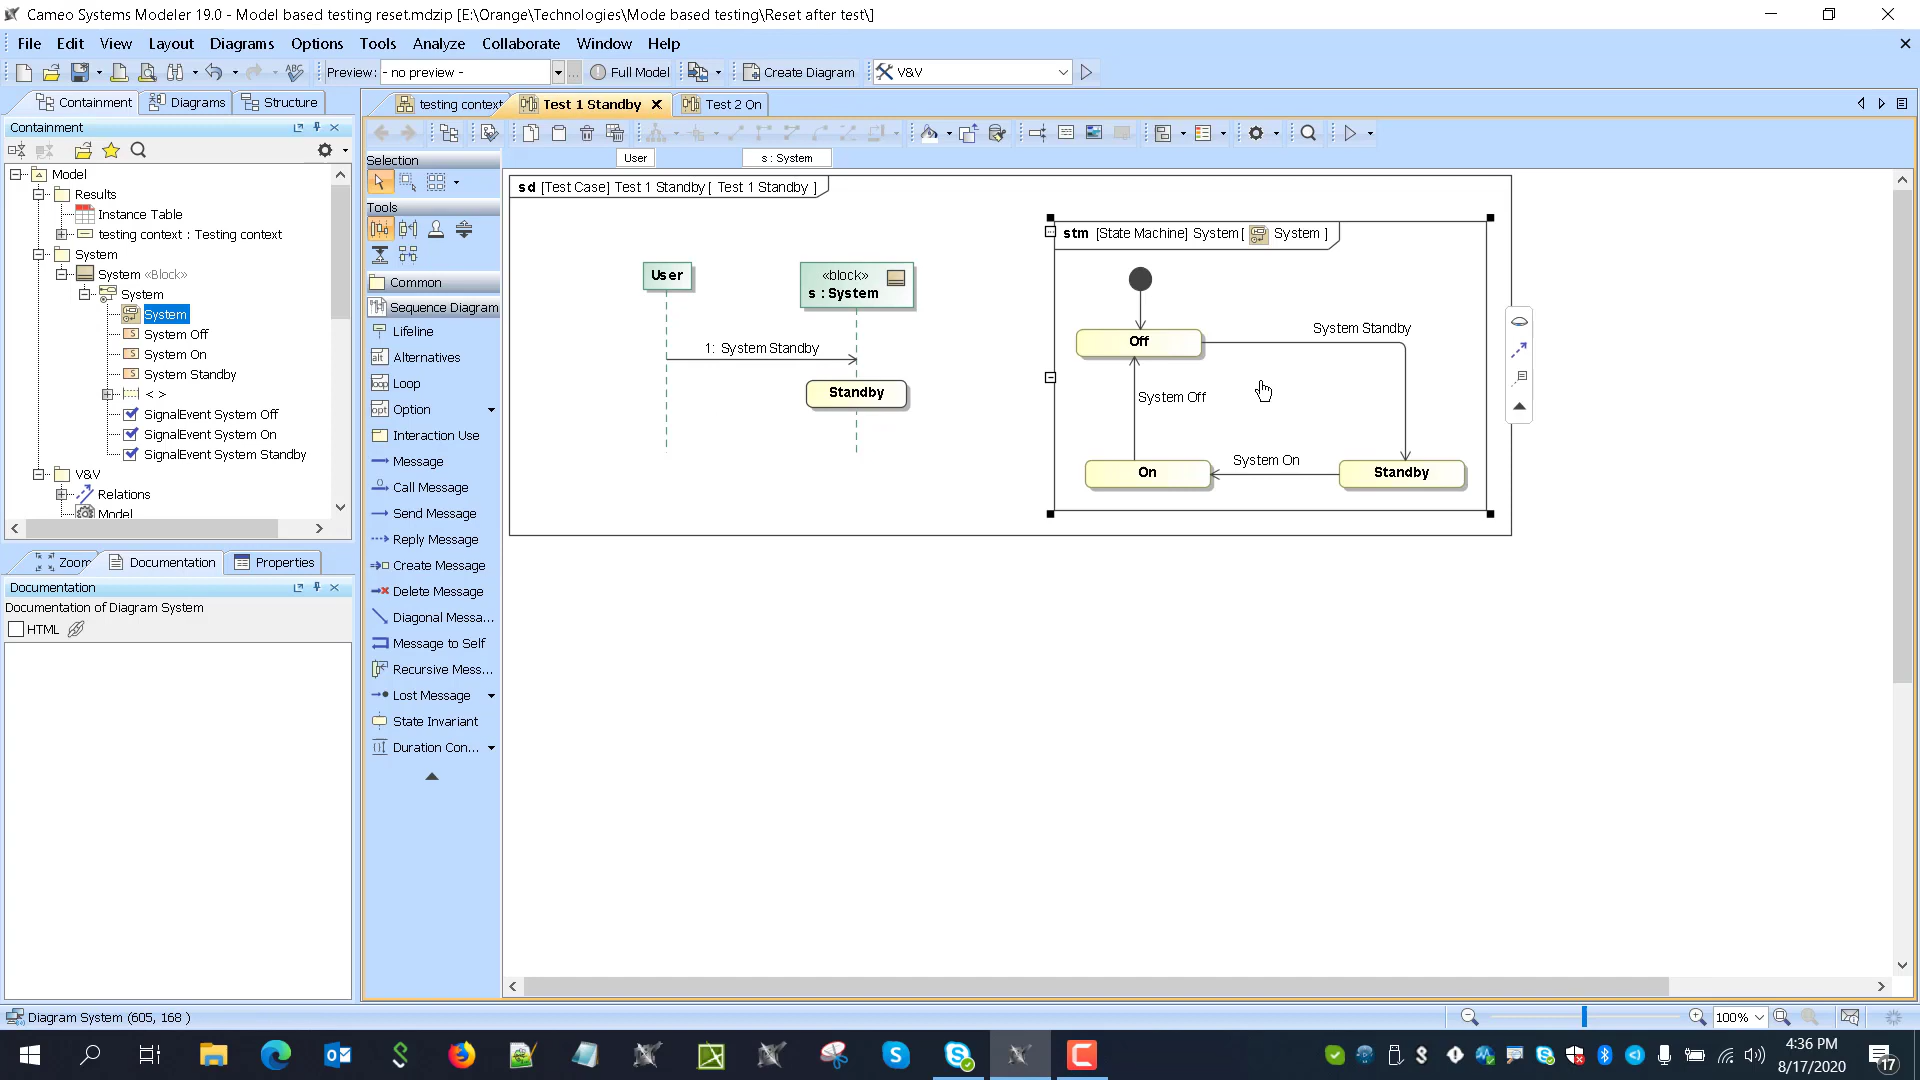 Cameo Systems Modeler 19.0 - Model based testing reset.mdzip [E:\Orange\Technologies\Mode based testing\Reset after test\]
File Edit View Layout Diagrams Options Tools Analyze Collaborate Window Help
Preview: - no preview - ... Full Model Create Diagram V&V
Containment Diagrams Structure
testing context Test 1 Standby Test 2 On
Containment
Model
Results
Instance Table
testing context : Testing context
System
System «Block»
System
System
System Off
System On
System Standby
< >
SignalEvent System Off
SignalEvent System On
SignalEvent System Standby
V&V
Relations
Model
Zoom Documentation Properties
Documentation
Documentation of Diagram System
HTML
Selection
Tools
Common
Sequence Diagram
Lifeline
alt Alternatives
loop Loop
opt Option
Interaction Use
Message
Call Message
Send Message
Reply Message
Create Message
Delete Message
Diagonal Messa...
Message to Self
Recursive Mess...
Lost Message
State Invariant
Duration Con...
User s : System
sd [Test Case] Test 1 Standby[ Test 1 Standby ]
User
«block»
s : System
1: System Standby
Standby
stm [State Machine] System[ System ]
Off
System Standby
System Off
On
System On
Standby
Diagram System (605, 168 )
100%
4:36 PM
8/17/2020
17